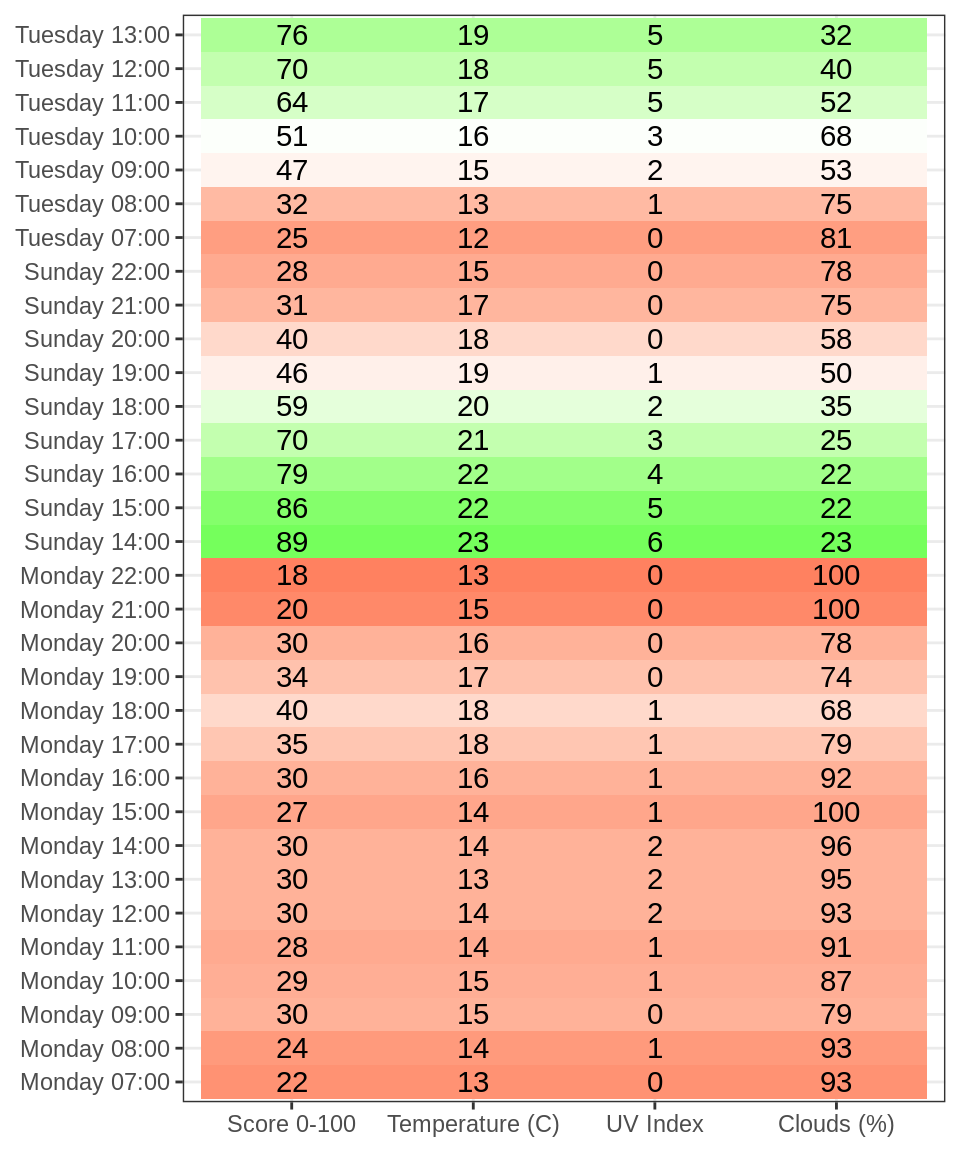 Tuesday 13:00 76 19 5 32
Tuesday 12:00 70 18 5 40
Tuesday 11:00 64 17 5 52
Tuesday 10:00 51 16 3 68
Tuesday 09:00 47 15 2 53
Tuesday 08:00 32 13 1 75
Tuesday 07:00 25 12 0 81
Sunday 22:00 28 15 0 78
Sunday 21:00 31 17 0 75
Sunday 20:00 40 18 0 58
Sunday 19:00 46 19 1 50
Sunday 18:00 59 20 2 35
Sunday 17:00 70 21 3 25
Sunday 16:00 79 22 4 22
Sunday 15:00 86 22 5 22
Sunday 14:00 89 23 6 23
Monday 22:00 18 13 0 100
Monday 21:00 20 15 0 100
Monday 20:00 30 16 0 78
Monday 19:00 34 17 0 74
Monday 18:00 40 18 1 68
Monday 17:00 35 18 1 79
Monday 16:00 30 16 1 92
Monday 15:00 27 14 1 100
Monday 14:00 30 14 2 96
Monday 13:00 30 13 2 95
Monday 12:00 30 14 2 93
Monday 11:00 28 14 1 91
Monday 10:00 29 15 1 87
Monday 09:00 30 15 0 79
Monday 08:00 24 14 1 93
Monday 07:00 22 13 0 93
Score 0-100 Temperature (C) UV Index Clouds (%)